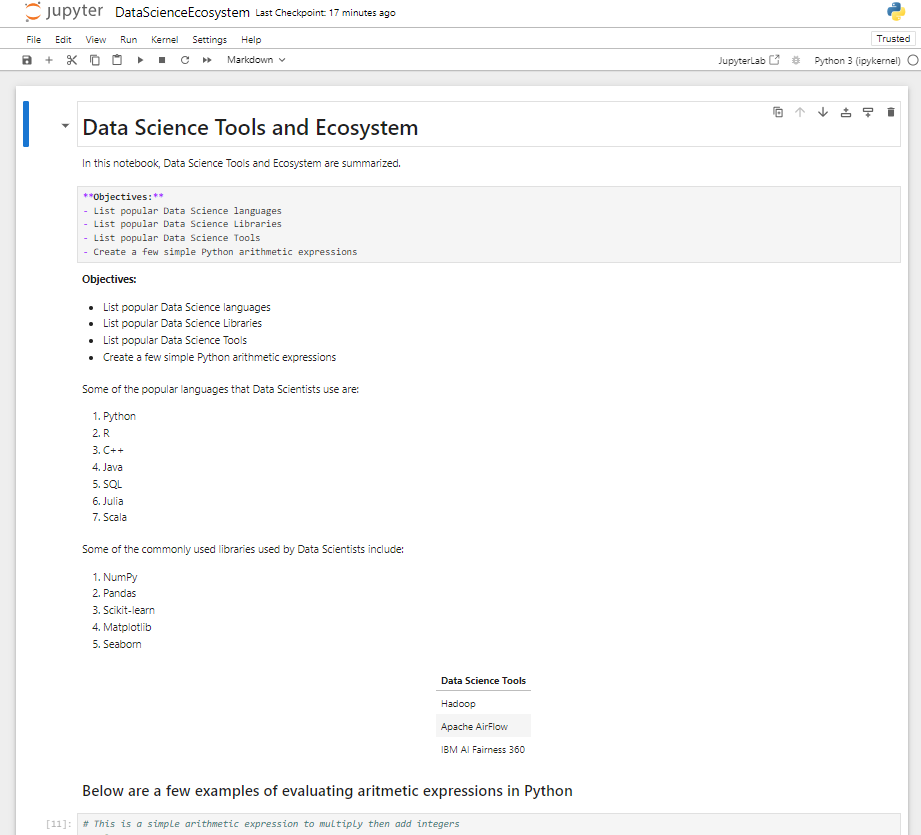 jupyter DataScienceEcosystem Last Checkpoint: 17 minutes ago
File Edit View Run Kernel Settings Help
Trusted
Markdown
JupyterLab
Python 3 (ipykernel)
Data Science Tools and Ecosystem
In this notebook, Data Science Tools and Ecosystem are summarized.
**Objectives:**
- List popular Data Science languages
- List popular Data Science Libraries
- List popular Data Science Tools
- Create a few simple Python arithmetic expressions
Objectives:
• List popular Data Science languages
• List popular Data Science Libraries
• List popular Data Science Tools
• Create a few simple Python arithmetic expressions
Some of the popular languages that Data Scientists use are:
1. Python
2. R
3. C++
4. Java
5. SQL
6. Julia
7. Scala
Some of the commonly used libraries used by Data Scientists include:
1. NumPy
2. Pandas
3. Scikit-learn
4. Matplotlib
5. Seaborn
Data Science Tools
Hadoop
Apache AirFlow
IBM AI Fairness 360
Below are a few examples of evaluating aritmetic expressions in Python
[11]: # This is a simple arithmetic expression to multiply then add integers